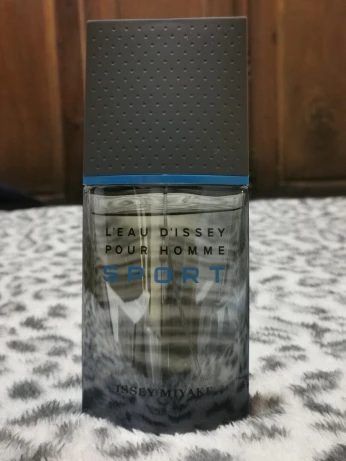 L'EAU D'ISSEY
POUR HOMME
SPORT
ISSEY MIYAKE